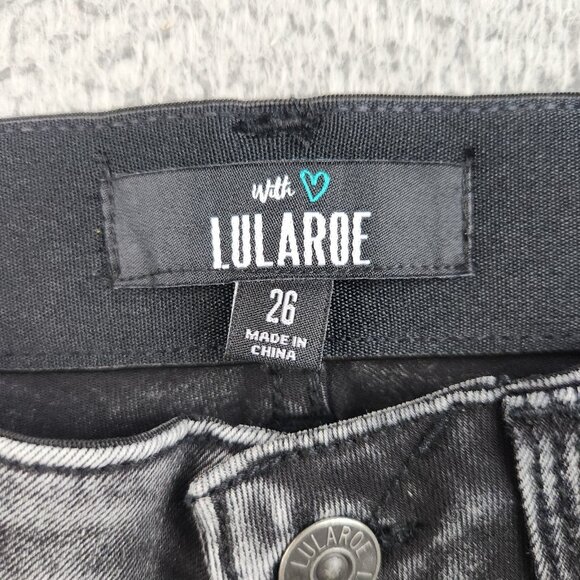 With
LULAROE
26
MADE IN
CHINA
LULAROE